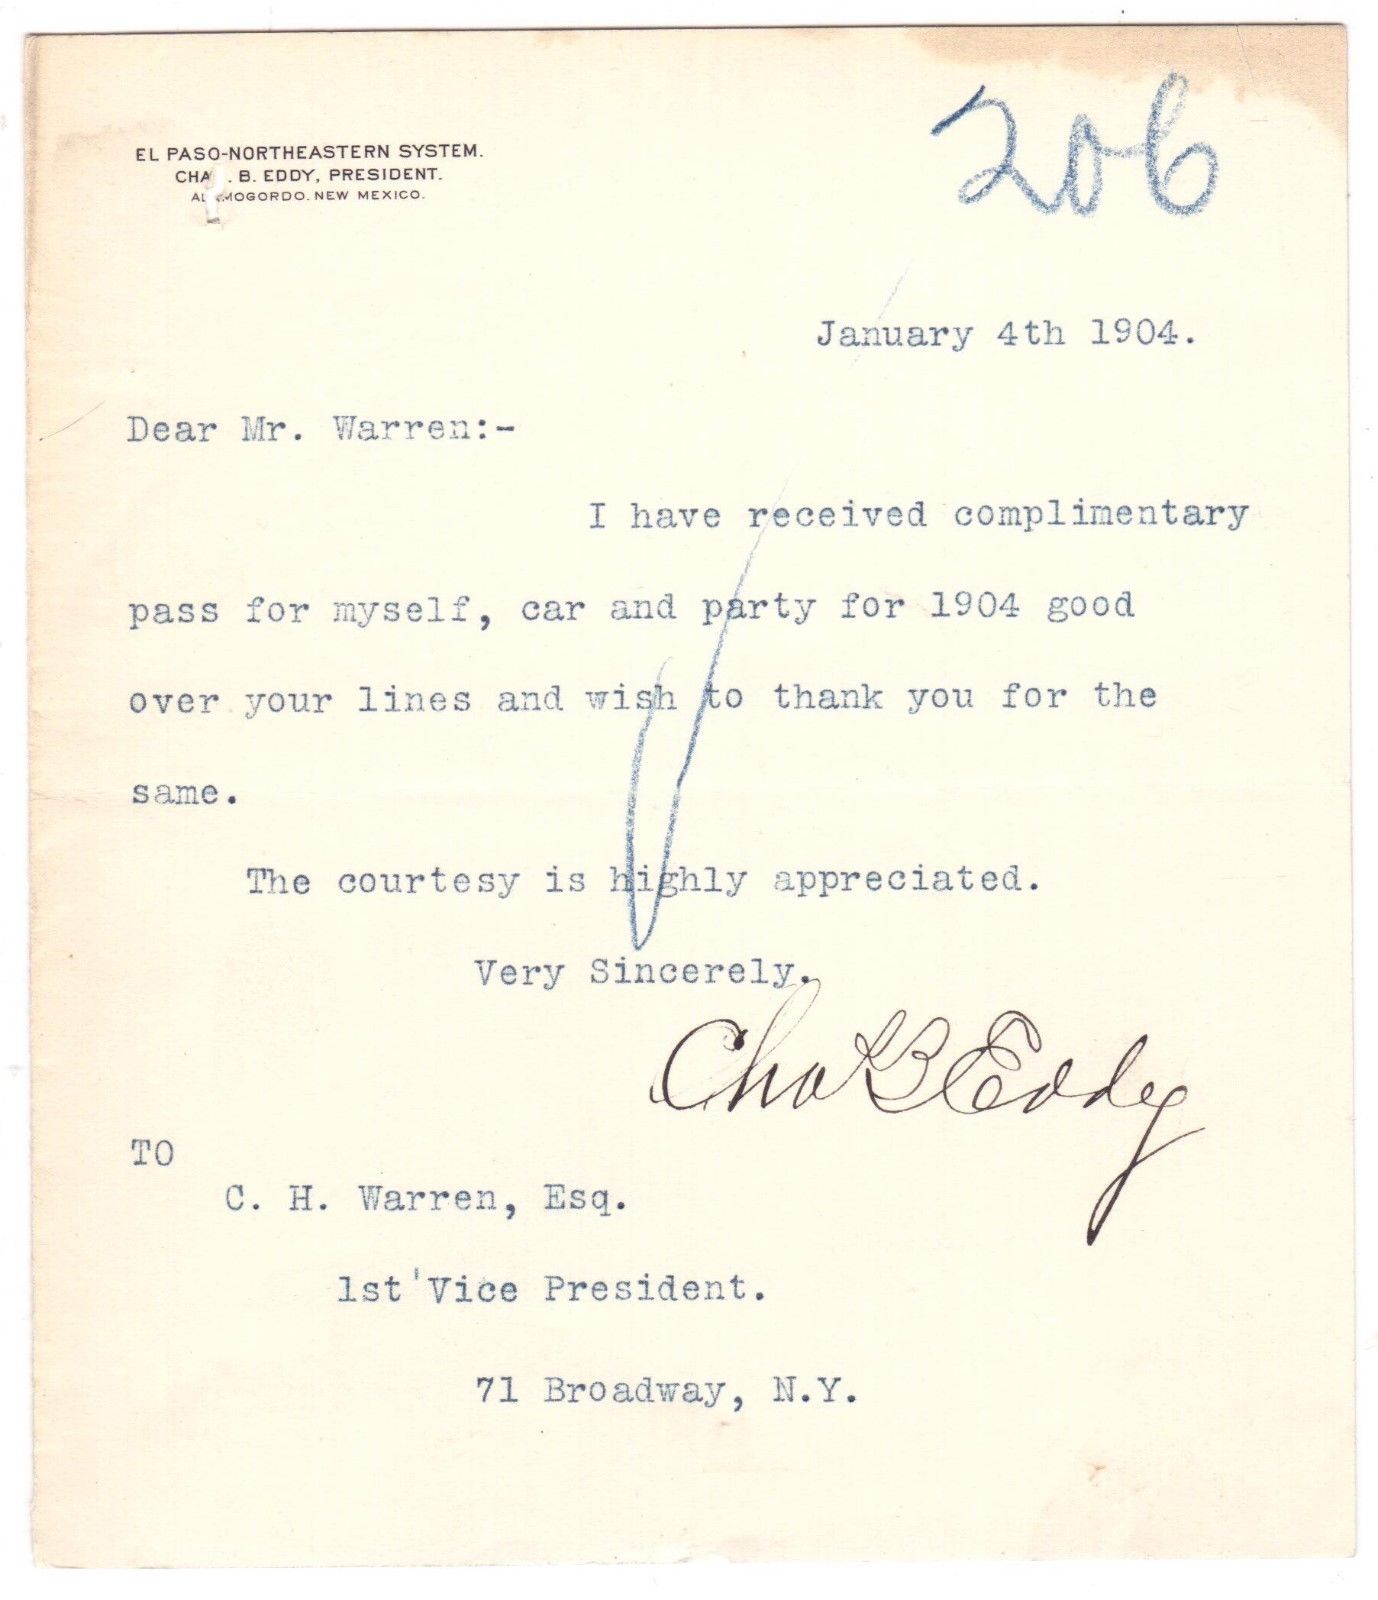 EL PASO-NORTHEASTERN SYSTEM.
CHAS. B. EDDY, PRESIDENT.
ALAMOGORDO. NEW MEXICO.
206
January 4th 1904.
Dear Mr. Warren:-
I have received complimentary
pass for myself, car and party for 1904 good
over your lines and wish to thank you for the
same.
The courtesy is highly appreciated.
Very Sincerely.
Chas B Eddy
TO
C. H. Warren, Esq.
1st 'Vice President.
71 Broadway, N.Y.